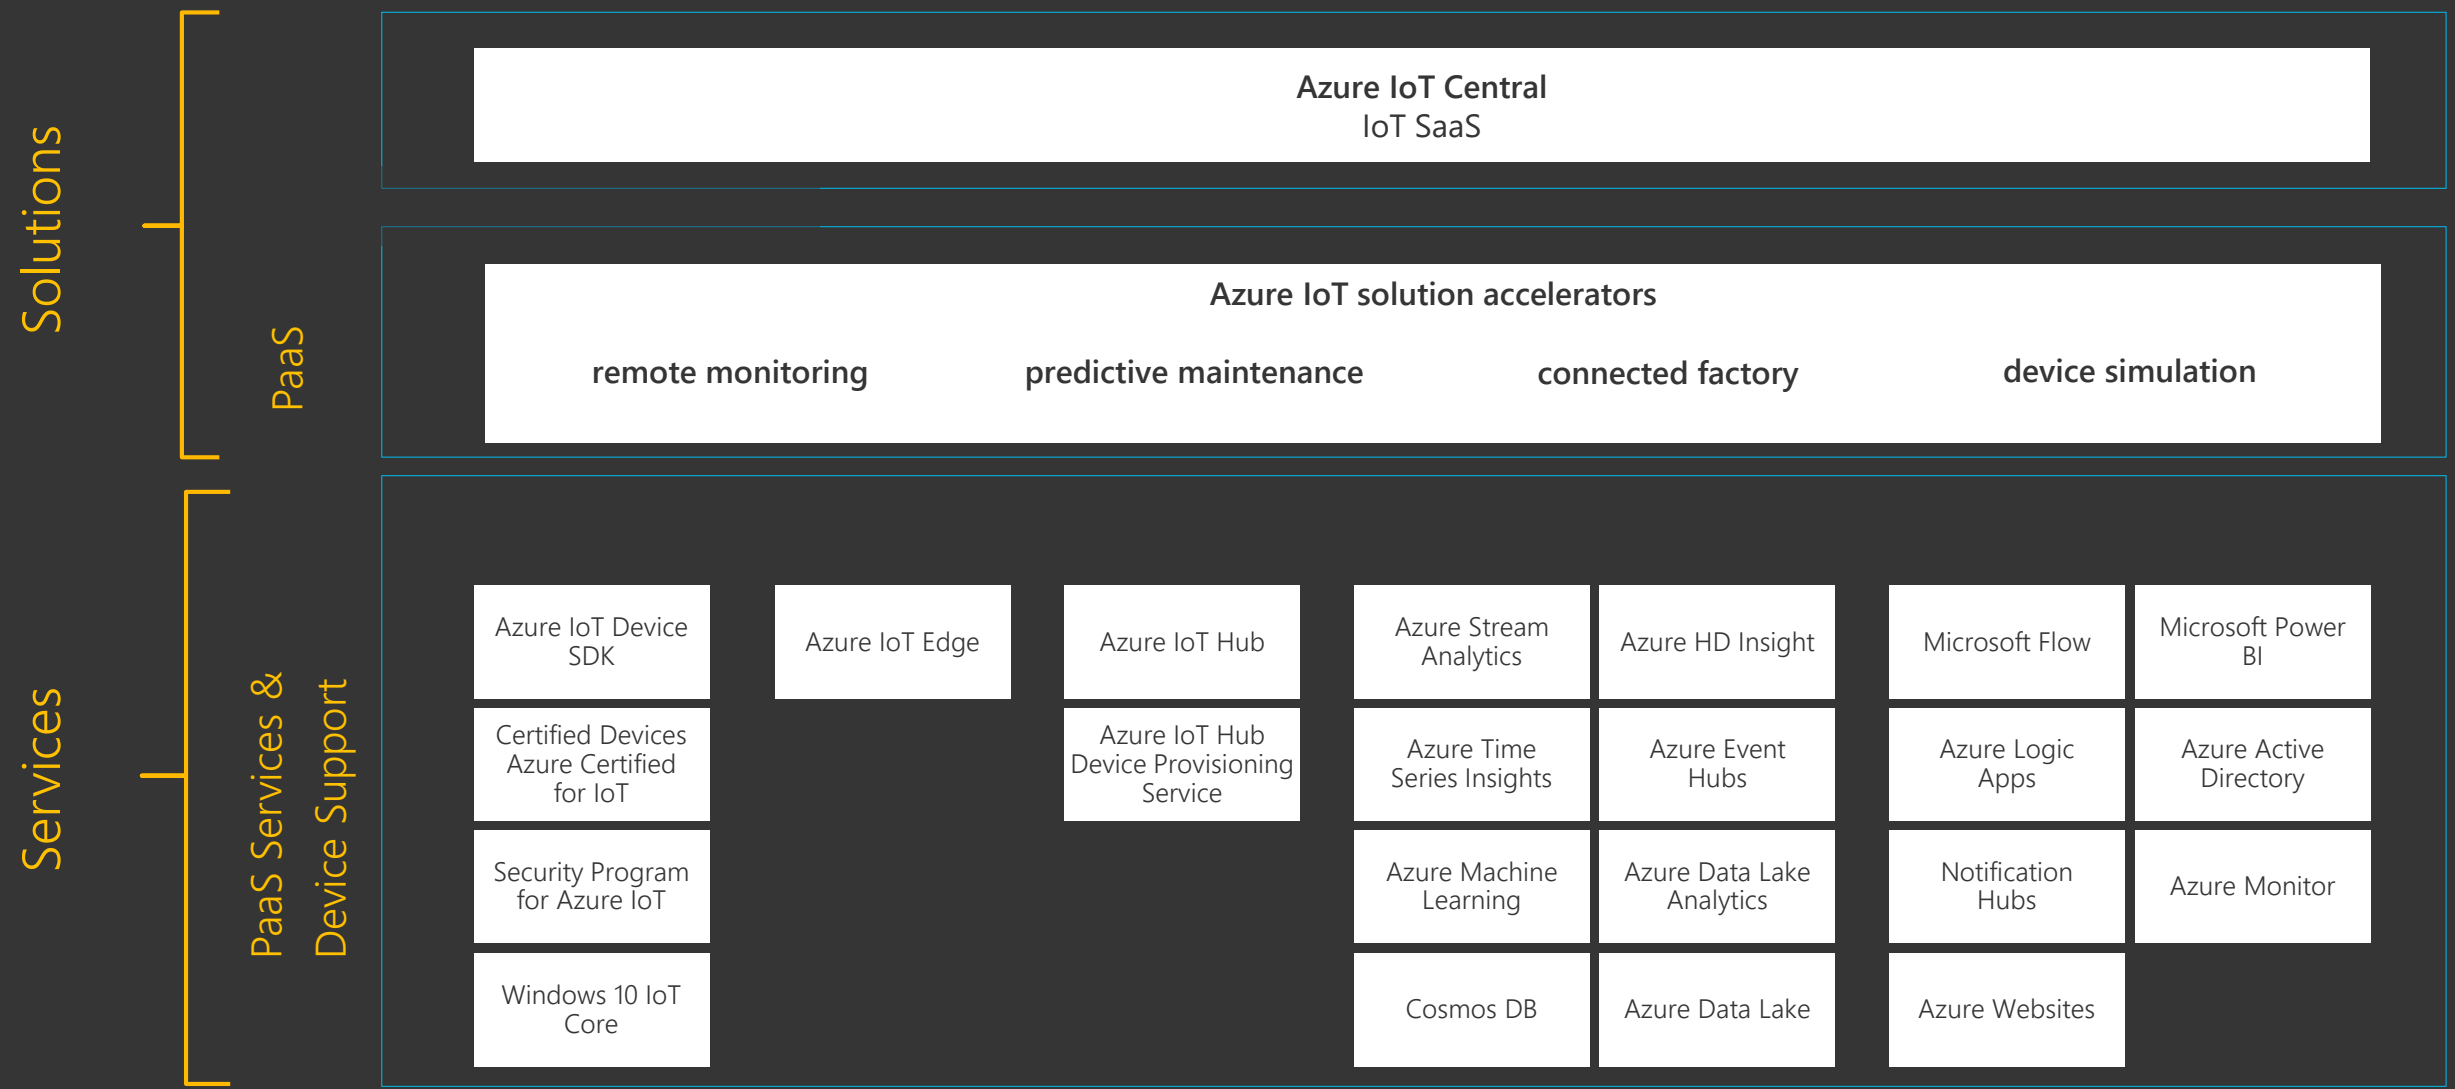 Solutions
Azure IoT Central
IoT SaaS
PaaS
Azure IoT solution accelerators
remote monitoring
predictive maintenance
connected factory
device simulation
Services
PaaS Services &
Device Support
Azure IoT Device
SDK
Certified Devices
Azure Certified
for IoT
Security Program
for Azure IoT
Windows 10 IoT
Core
Azure IoT Edge
Azure IoT Hub
Azure IoT Hub
Device Provisioning
Service
Azure Stream
Analytics
Azure Time
Series Insights
Azure Machine
Learning
Cosmos DB
Azure HD Insight
Azure Event
Hubs
Azure Data Lake
Analytics
Azure Data Lake
Microsoft Flow
Azure Logic
Apps
Notification
Hubs
Azure Websites
Microsoft Power
BI
Azure Active
Directory
Azure Monitor